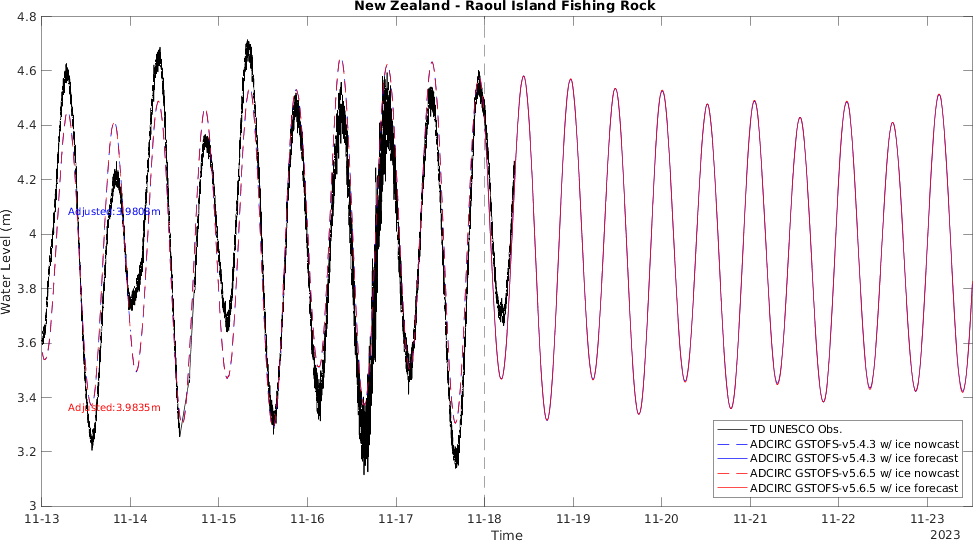 New Zealand - Raoul Island Fishing Rock
4.8
4.6
4.4
4.2
4
3.8
3.6
3.4
3.2
3
Water Level (m)
Adjusted:3.9808m
Adjusted:3.9835m
TD UNESCO Obs.
ADCIRC GSTOFS-v5.4.3 w/ ice nowcast
ADCIRC GSTOFS-v5.4.3 w/ ice forecast
ADCIRC GSTOFS-v5.6.5 w/ ice nowcast
ADCIRC GSTOFS-v5.6.5 w/ ice forecast
11-13 11-14 11-15 11-16 11-17 11-18 11-19 11-20 11-21 11-22 11-23
Time
2023